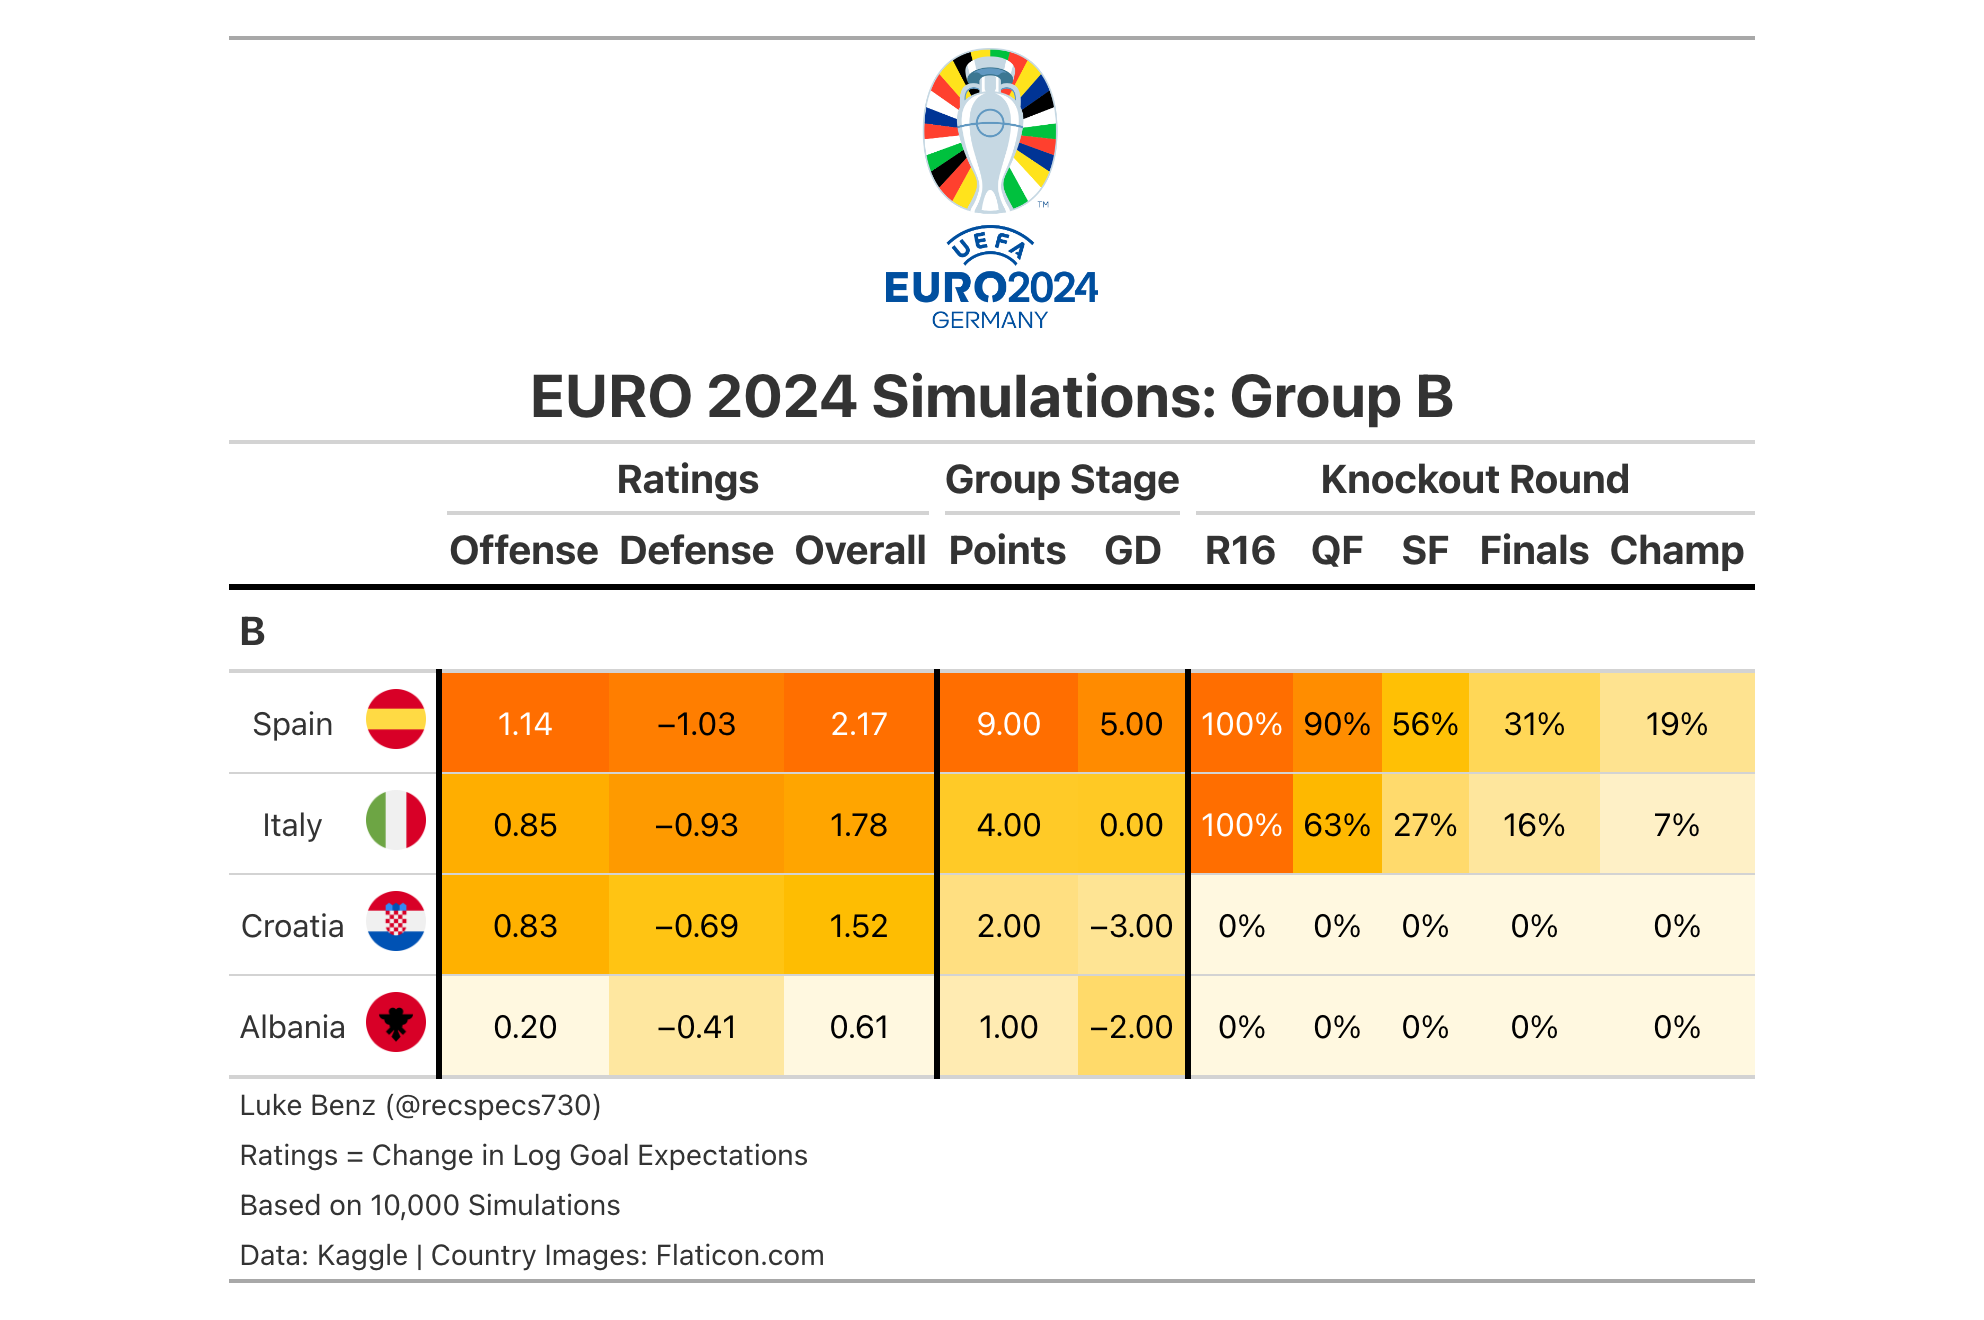 TM
UEFA
EURO2024
GERMANY
EURO 2024 Simulations: Group B
Ratings Group Stage Knockout Round
Offense Defense Overall Points GD R16 QF SF Finals Champ
B
Spain 1.14 −1.03 2.17 9.00 5.00 100% 90% 56% 31% 19%
Italy 0.85 −0.93 1.78 4.00 0.00 100% 63% 27% 16% 7%
Croatia 0.83 −0.69 1.52 2.00 −3.00 0% 0% 0% 0% 0%
Albania 0.20 −0.41 0.61 1.00 −2.00 0% 0% 0% 0% 0%
Luke Benz (@recspecs730)
Ratings = Change in Log Goal Expectations
Based on 10,000 Simulations
Data: Kaggle | Country Images: Flaticon.com